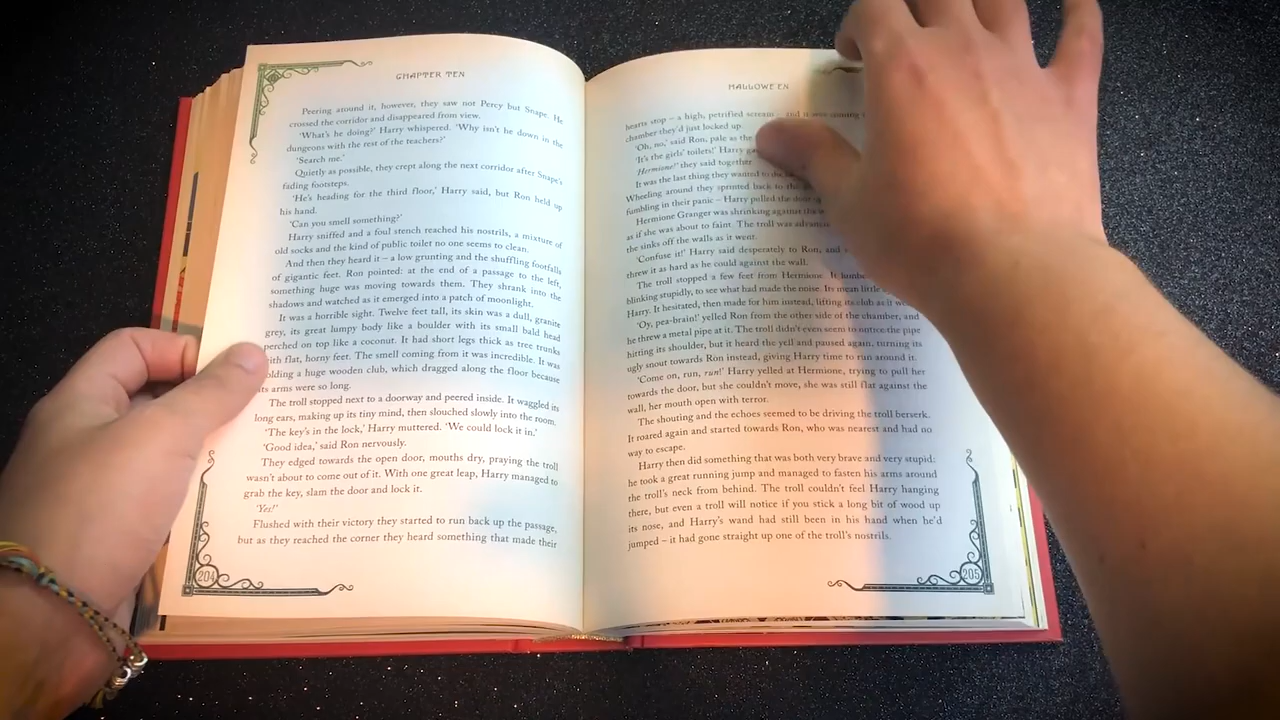 CHAPTER TEN
Peering around it, however, they saw not Percy but Snape. He
crossed the corridor and disappeared from view.
‘What's he doing?’ Harry whispered. ‘Why isn't he down in the
dungeons with the rest of the teachers?’
‘Search me.’
Quietly as possible, they crept along the next corridor after Snape's
fading footsteps.
‘He's heading for the third floor,’ Harry said, but Ron held up
his hand.
‘Can you smell something?’
Harry sniffed and a foul stench reached his nostrils, a mixture of
old socks and the kind of public toilet no one seems to clean.
And then they heard it – a low grunting and the shuffling footfalls
of gigantic feet. Ron pointed: at the end of a passage to the left,
something huge was moving towards them. They shrank into the
shadows and watched as it emerged into a patch of moonlight.
It was a horrible sight. Twelve feet tall, its skin was a dull, granite
grey, its great lumpy body like a boulder with its small bald head
perched on top like a coconut. It had short legs thick as tree trunks
with flat, horny feet. The smell coming from it was incredible. It was
olding a huge wooden club, which dragged along the floor because
its arms were so long.
The troll stopped next to a doorway and peered inside. It waggled its
long ears, making up its tiny mind, then slouched slowly into the room.
‘The key's in the lock,’ Harry muttered. ‘We could lock it in.’
‘Good idea,’ said Ron nervously.
They edged towards the open door, mouths dry, praying the troll
wasn't about to come out of it. With one great leap, Harry managed to
grab the key, slam the door and lock it.
‘Yes!’
Flushed with their victory they started to run back up the passage,
but as they reached the corner they heard something that made their
204
HALLOWE'EN
hearts stop – a high, petrified scream – and it was coming
chamber they'd just locked up.
‘Oh, no,’ said Ron, pale as the
‘It's the girls' toilets!’ Harry
‘Hermione!’ they said together
It was the last thing they wanted to do,
Wheeling around they sprinted back to the
fumbling in their panic – Harry pulled the door
Hermione Granger was shrinking against the
as if she was about to faint. The troll was
the sinks off the walls as it went.
‘Confuse it!’ Harry said desperately to Ron, and
threw it as hard as he could against the wall.
The troll stopped a few feet from Hermione. It
blinking stupidly, to see what had made the noise. Its mean little
Harry. It hesitated, then made for him instead, lifting its club as it
‘Oy, pea-brain!’ yelled Ron from the other side of the chamber, and
he threw a metal pipe at it. The troll didn't even seem to notice the pipe
hitting its shoulder, but it heard the yell and paused again, turning its
ugly snout towards Ron instead, giving Harry time to run around it.
‘Come on, run, run!’ Harry yelled at Hermione, trying to pull her
towards the door, but she couldn't move, she was still flat against the
wall, her mouth open with terror.
The shouting and the echoes seemed to be driving the troll berserk.
It roared again and started towards Ron, who was nearest and had no
way to escape.
Harry then did something that was both very brave and very stupid:
he took a great running jump and managed to fasten his arms around
the troll's neck from behind. The troll couldn't feel Harry hanging
there, but even a troll will notice if you stick a long bit of wood up
its nose, and Harry's wand had still been in his hand when he'd
jumped – it had gone straight up one of the troll's nostrils.
205